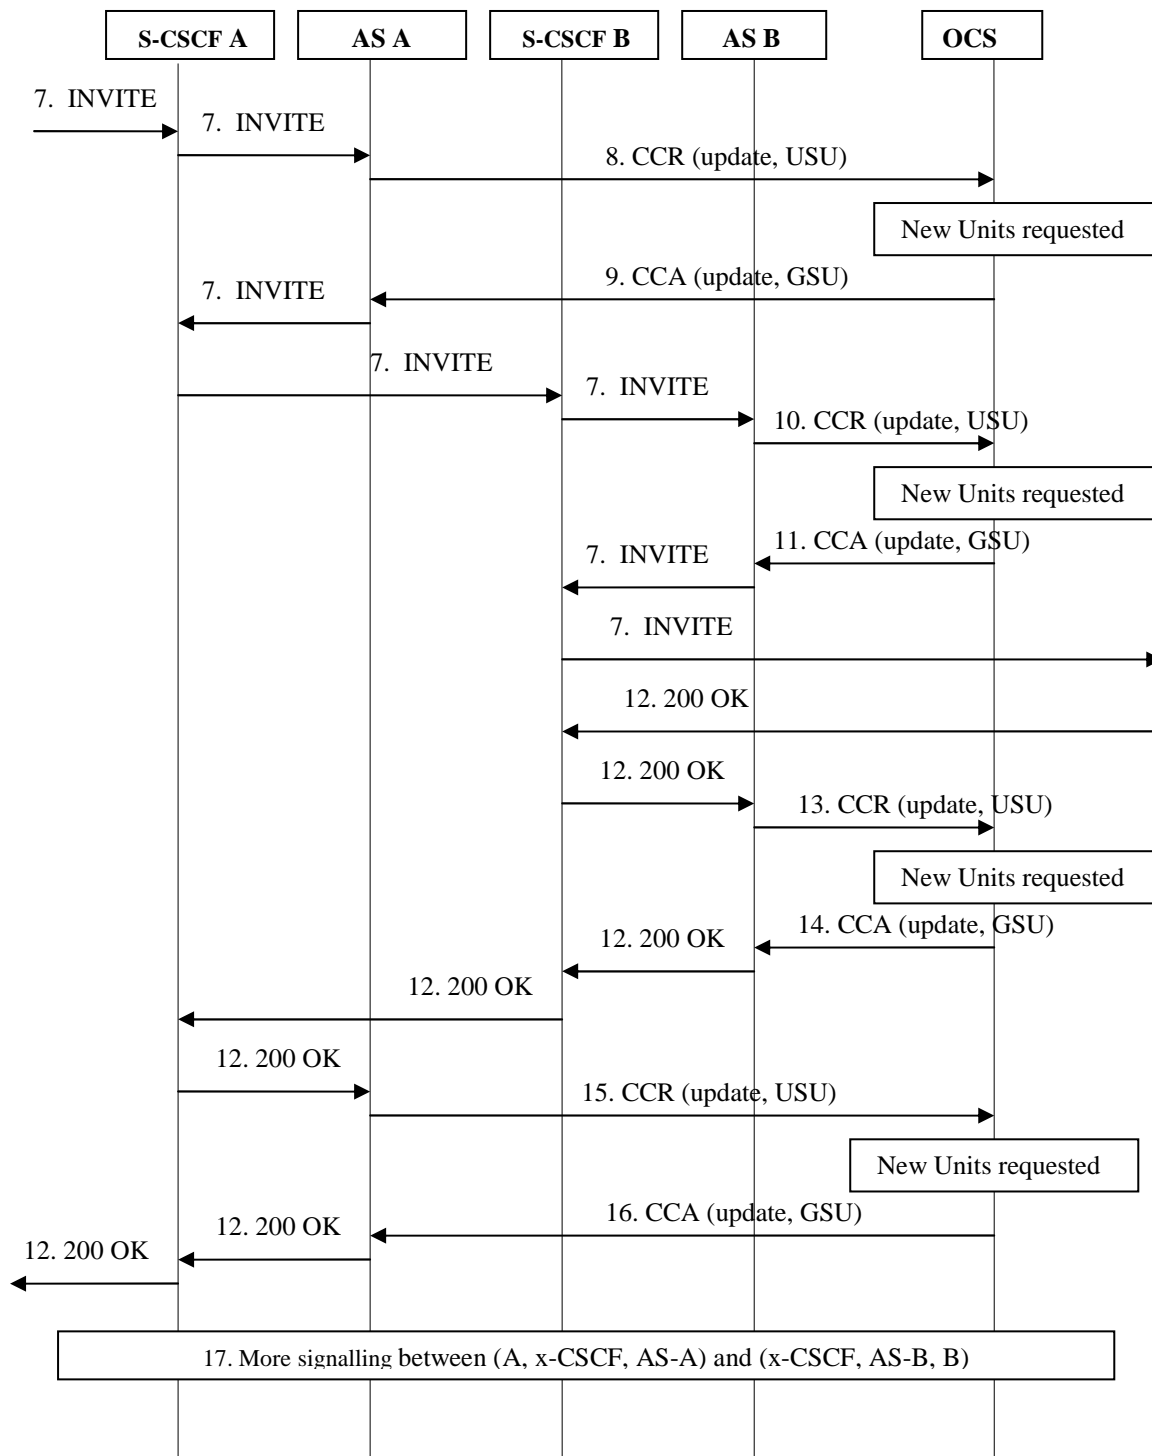 S-CSCF A
AS A
S-CSCF B
AS B
OCS
7. INVITE
7. INVITE
8. CCR (update, USU)
New Units requested
9. CCA (update, GSU)
7. INVITE
7. INVITE
7. INVITE
10. CCR (update, USU)
New Units requested
11. CCA (update, GSU)
7. INVITE
7. INVITE
12. 200 OK
12. 200 OK
13. CCR (update, USU)
New Units requested
14. CCA (update, GSU)
12. 200 OK
12. 200 OK
12. 200 OK
15. CCR (update, USU)
New Units requested
16. CCA (update, GSU)
12. 200 OK
12. 200 OK
17. More signalling between (A, x-CSCF, AS-A) and (x-CSCF, AS-B, B)